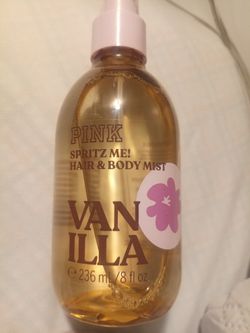 PINK
SPRITZ ME!
HAIR & BODY MIST
VAN
ILLA
℮ 236 mL/8 fl oz